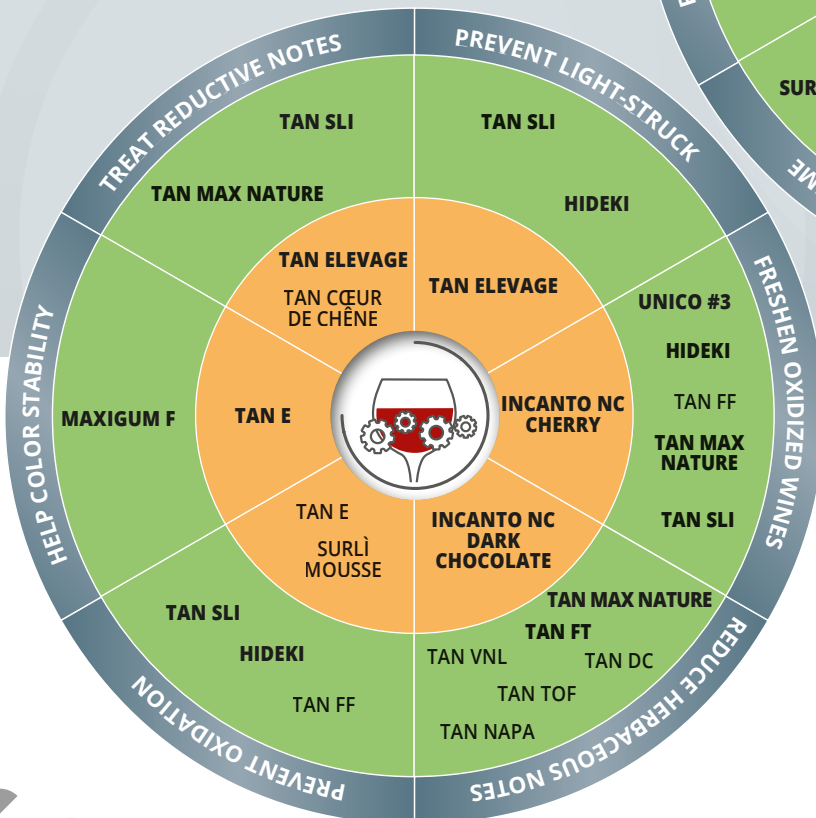 TREAT REDUCTIVE NOTES
TAN SLI
TAN MAX NATURE
TAN ELEVAGE
TAN CŒUR
DE CHÊNE
PREVENT LIGHT-STRUCK
TAN SLI
HIDEKI
TAN ELEVAGE
FRESHEN OXIDIZED WINES
UNICO #3
HIDEKI
TAN FF
TAN MAX
NATURE
TAN SLI
INCANTO NC
CHERRY
REDUCE HERBACEOUS NOTES
TAN MAX NATURE
TAN FT
TAN VNL
TAN DC
TAN TOF
TAN NAPA
INCANTO NC
DARK
CHOCOLATE
PREVENT OXIDATION
TAN SLI
HIDEKI
TAN FF
TAN E
SURLÌ
MOUSSE
HELP COLOR STABILITY
MAXIGUM F
TAN E
SUR
ME